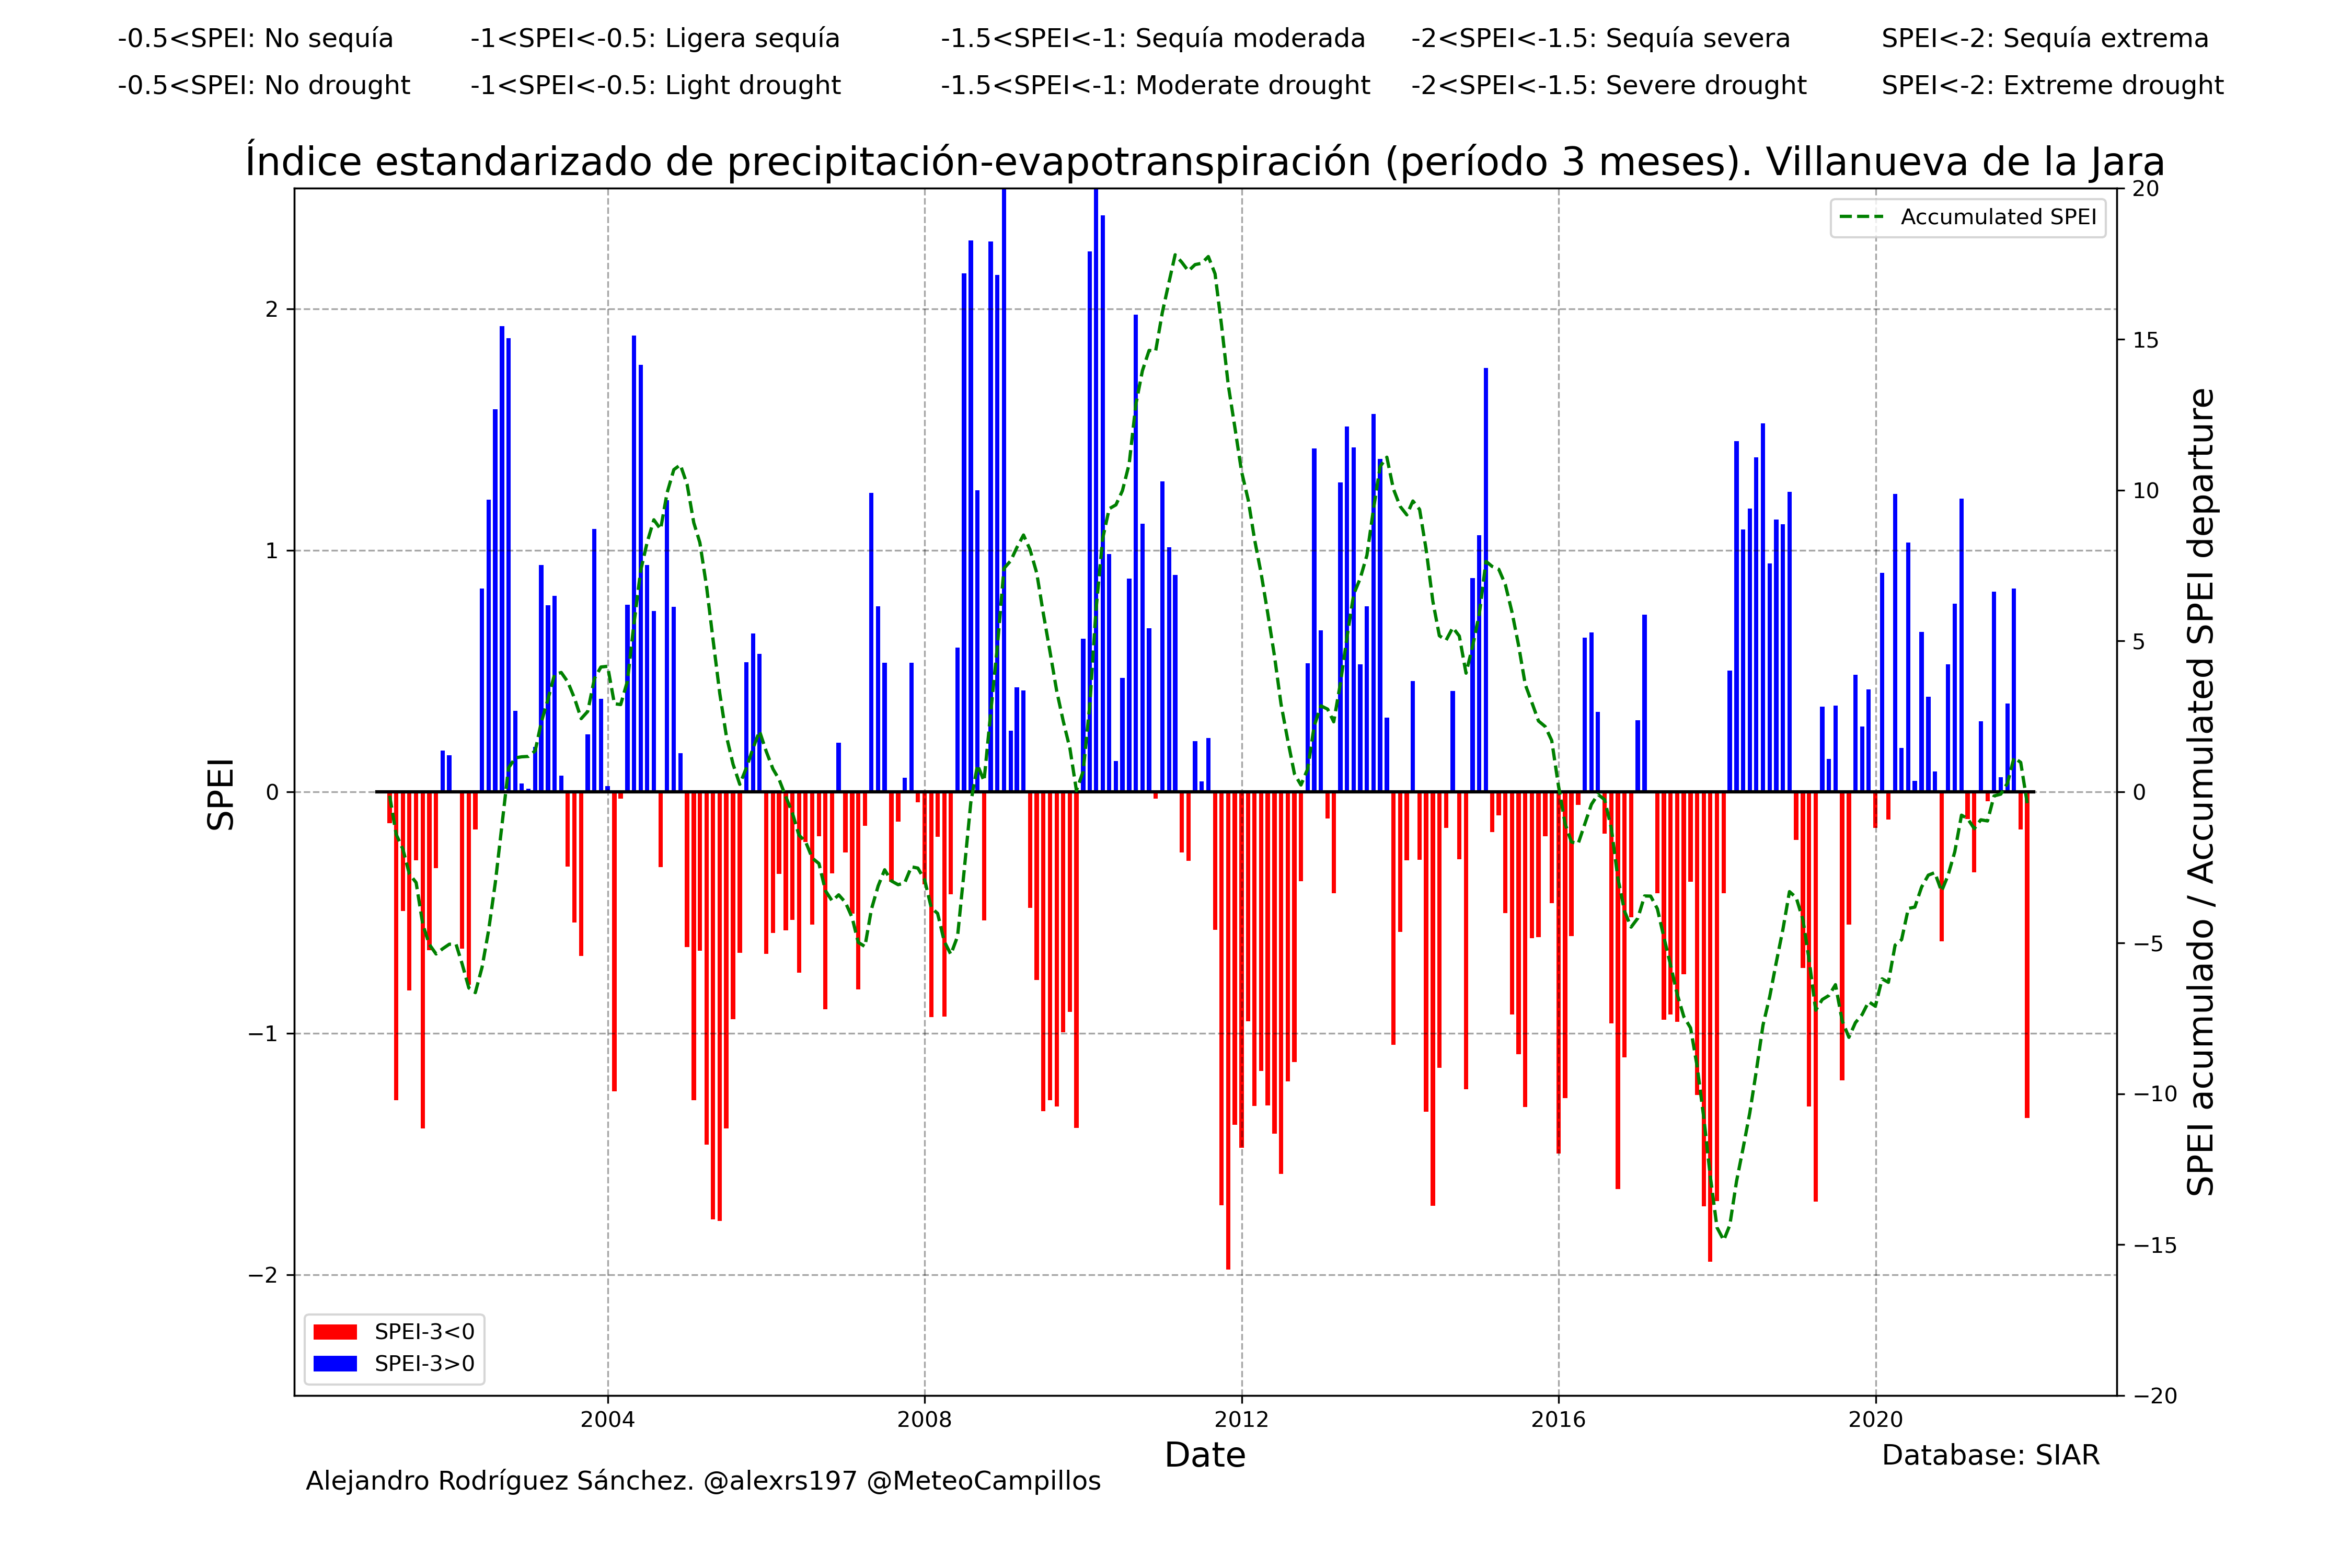 -0.5<SPEI: No sequía -1<SPEI<-0.5: Ligera sequía -1.5<SPEI<-1: Sequía moderada -2<SPEI<-1.5: Sequía severa SPEI<-2: Sequía extrema
-0.5<SPEI: No drought -1<SPEI<-0.5: Light drought -1.5<SPEI<-1: Moderate drought -2<SPEI<-1.5: Severe drought SPEI<-2: Extreme drought
Índice estandarizado de precipitación-evapotranspiración (período 3 meses). Villanueva de la Jara
Accumulated SPEI
SPEI
2
1
0
−1
−2
20
15
10
5
0
−5
−10
−15
−20
SPEI acumulado / Accumulated SPEI departure
SPEI-3<0
SPEI-3>0
2004 2008 2012 2016 2020
Date
Database: SIAR
Alejandro Rodríguez Sánchez. @alexrs197 @MeteoCampillos